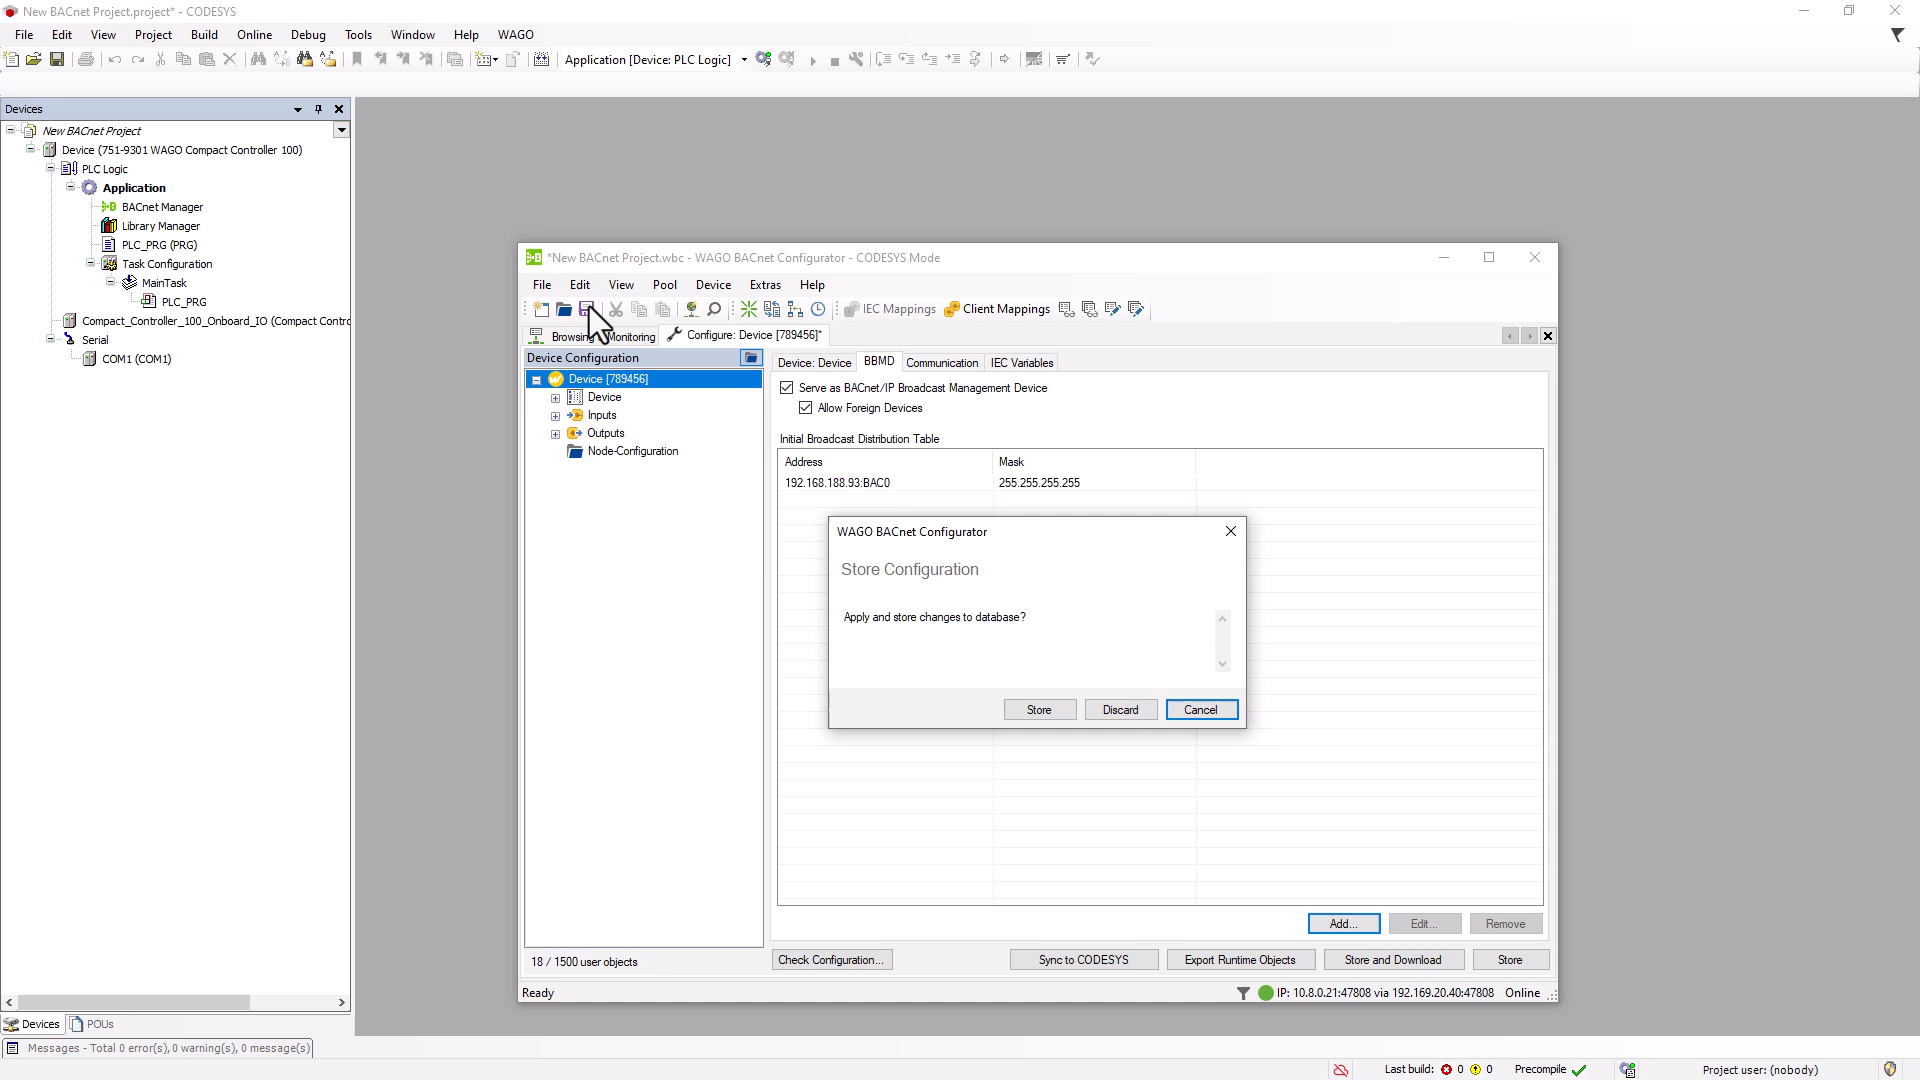 New BACnet Project.project* - CODESYS
File Edit View Project Build Online Debug Tools Window Help WAGO
Application [Device: PLC Logic]
Devices
New BACnet Project
Device (751-9301 WAGO Compact Controller 100)
PLC Logic
Application
BACnet Manager
Library Manager
PLC_PRG (PRG)
Task Configuration
MainTask
PLC_PRG
Compact_Controller_100_Onboard_IO (Compact Contro
Serial
COM1 (COM1)
*New BACnet Project.wbc - WAGO BACnet Configurator - CODESYS Mode
File Edit View Pool Device Extras Help
IEC Mappings Client Mappings
Browsing Monitoring Configure: Device [789456]*
Device Configuration
Device [789456]
Device
Inputs
Outputs
Node-Configuration
18 / 1500 user objects
Device: Device BBMD Communication IEC Variables
Serve as BACnet/IP Broadcast Management Device
Allow Foreign Devices
Initial Broadcast Distribution Table
Address Mask
192.168.188.93:BAC0 255.255.255.255
WAGO BACnet Configurator
Store Configuration
Apply and store changes to database?
Store Discard Cancel
Add... Edit... Remove
Check Configuration... Sync to CODESYS Export Runtime Objects Store and Download Store
Ready IP: 10.8.0.21:47808 via 192.169.20.40:47808 Online
Devices POUs
Messages - Total 0 error(s), 0 warning(s), 0 message(s)
Last build: 0 0 Precompile Project user: (nobody)